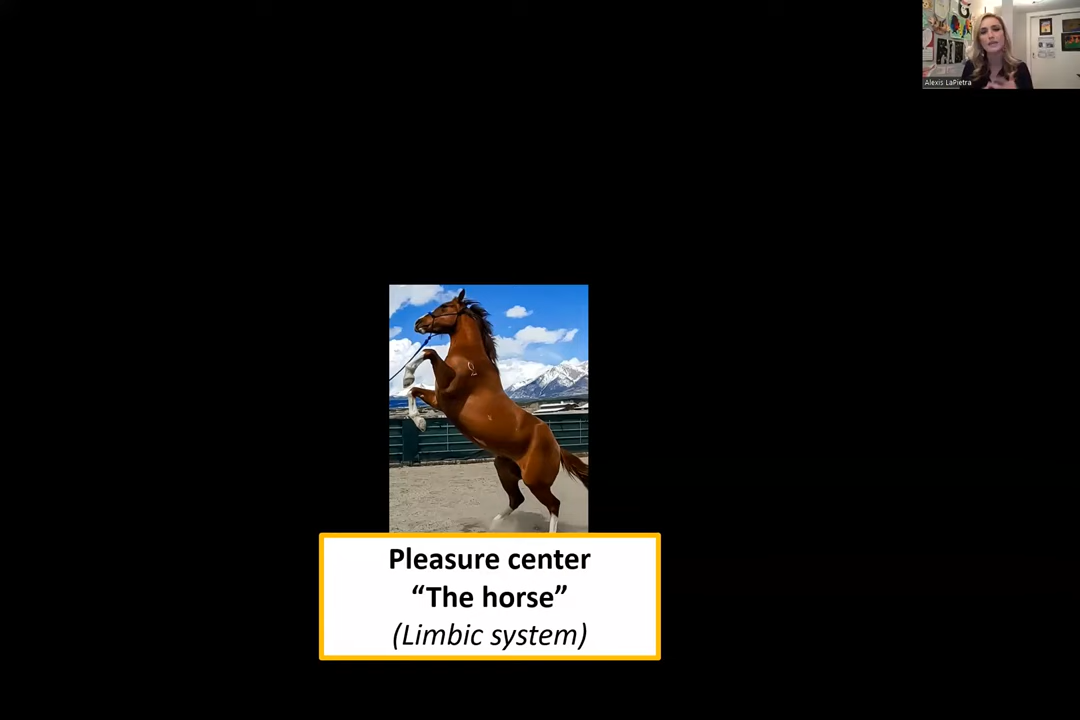 Alexis LaPietra
Pleasure center
“The horse”
(Limbic system)